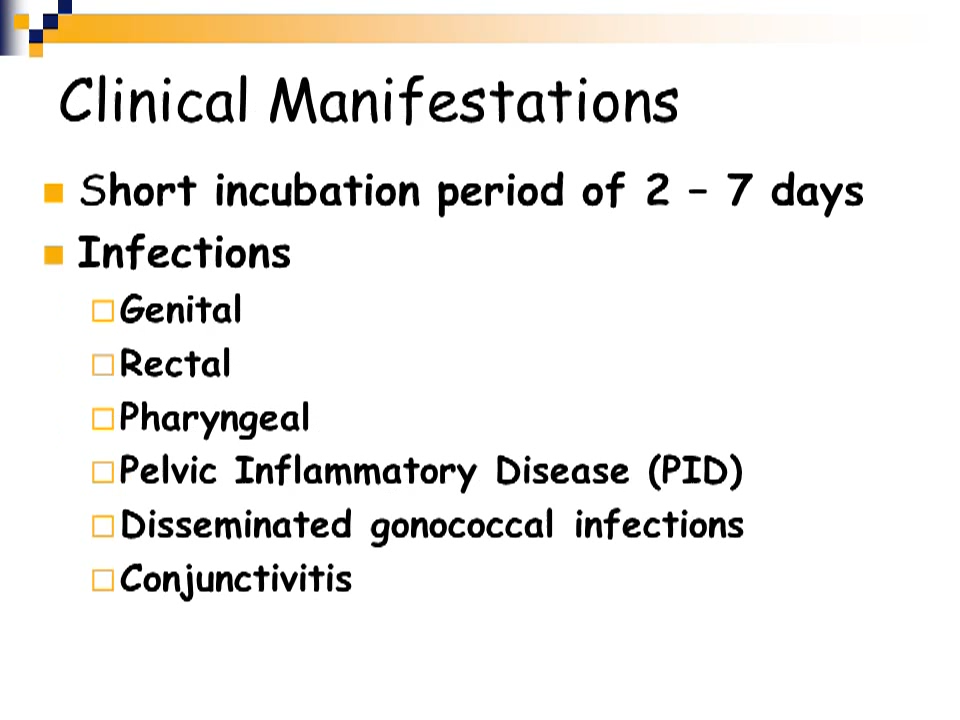 Clinical Manifestations
Short incubation period of 2 – 7 days
Infections
Genital
Rectal
Pharyngeal
Pelvic Inflammatory Disease (PID)
Disseminated gonococcal infections
Conjunctivitis